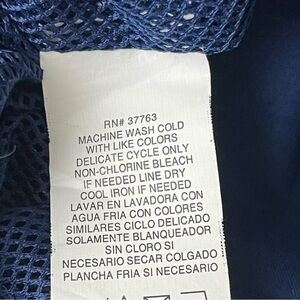 RN# 37763
MACHINE WASH COLD
WITH LIKE COLORS
DELICATE CYCLE ONLY
NON-CHLORINE BLEACH
IF NEEDED LINE DRY
COOL IRON IF NEEDED
LAVAR EN LAVADORA CON
AGUA FRIA CON COLORES
SIMILARES CICLO DELICADO
SOLAMENTE BLANQUEADOR
SIN CLORO SI
NECESARIO SECAR COLGADO
PLANCHA FRIA SI NECESARIO